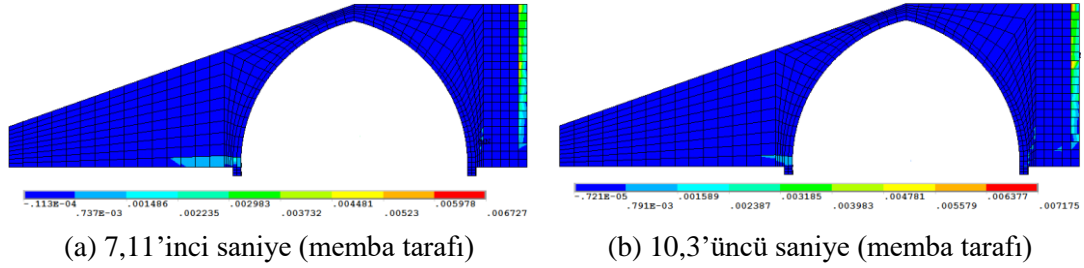 -.113E-04 .001486 .002983 .004481 .005978
.737E-03 .002235 .003732 .00523 .006727
(a) 7,11’inci saniye (memba tarafı)
-.721E-05 .001589 .003185 .004781 .006377
.791E-03 .002387 .003983 .005579 .007175
(b) 10,3’üncü saniye (memba tarafı)